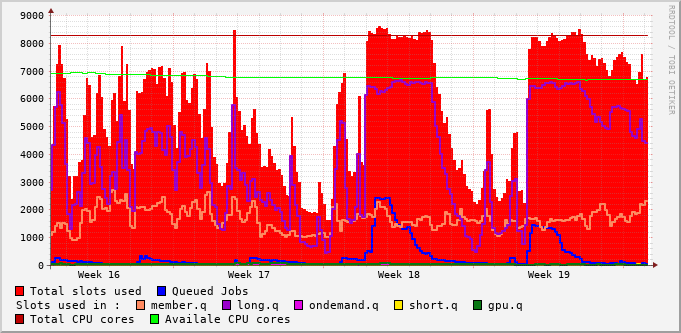 9000
8000
7000
6000
5000
4000
3000
2000
1000
0
Week 16 Week 17 Week 18 Week 19
RRDTOOL / TOBI OETIKER
Total slots used Queued Jobs
Slots used in : member.q long.q ondemand.q short.q gpu.q
Total CPU cores Availale CPU cores